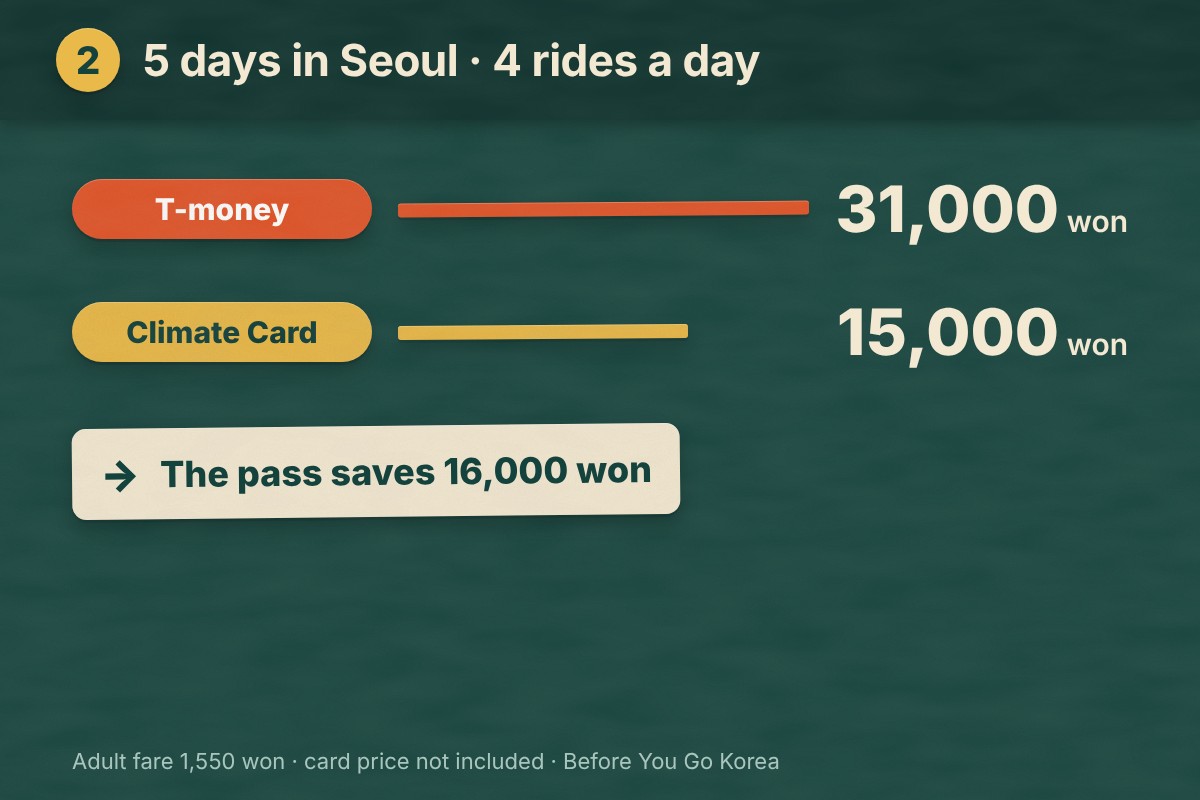 2 5 days in Seoul · 4 rides a day
T-money 31,000 won
Climate Card 15,000 won
→ The pass saves 16,000 won
Adult fare 1,550 won · card price not included · Before You Go Korea